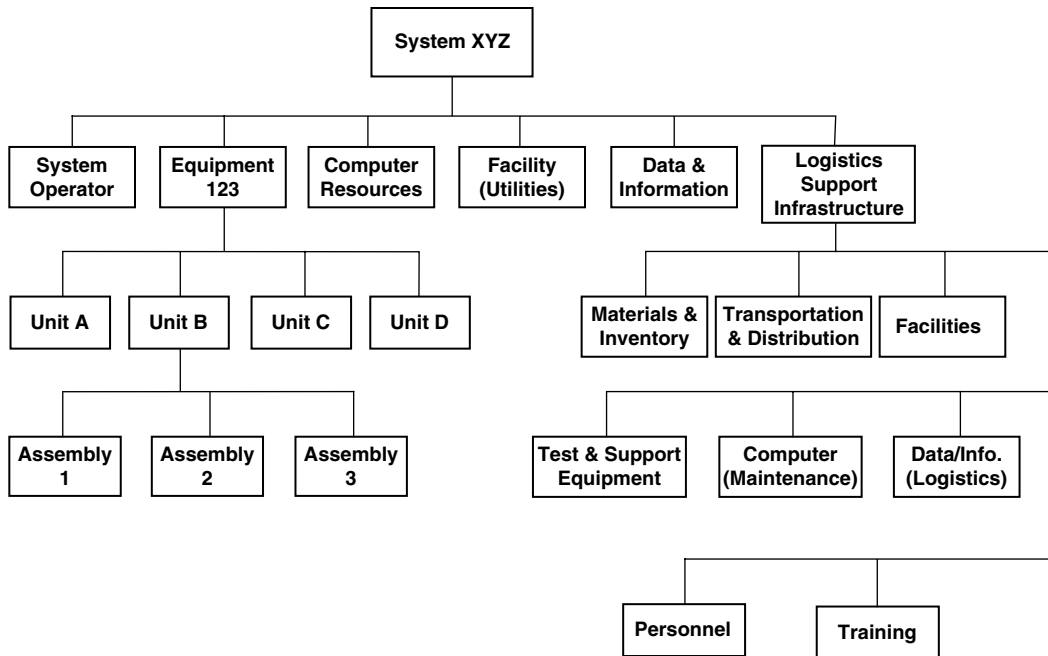 System XYZ
System
Operator
Equipment
123
Computer
Resources
Facility
(Utilities)
Data &
Information
Logistics
Support
Infrastructure
Unit A
Unit B
Unit C
Unit D
Materials &
Inventory
Transportation
& Distribution
Facilities
Assembly
1
Assembly
2
Assembly
3
Test & Support
Equipment
Computer
(Maintenance)
Data/Info.
(Logistics)
Personnel
Training